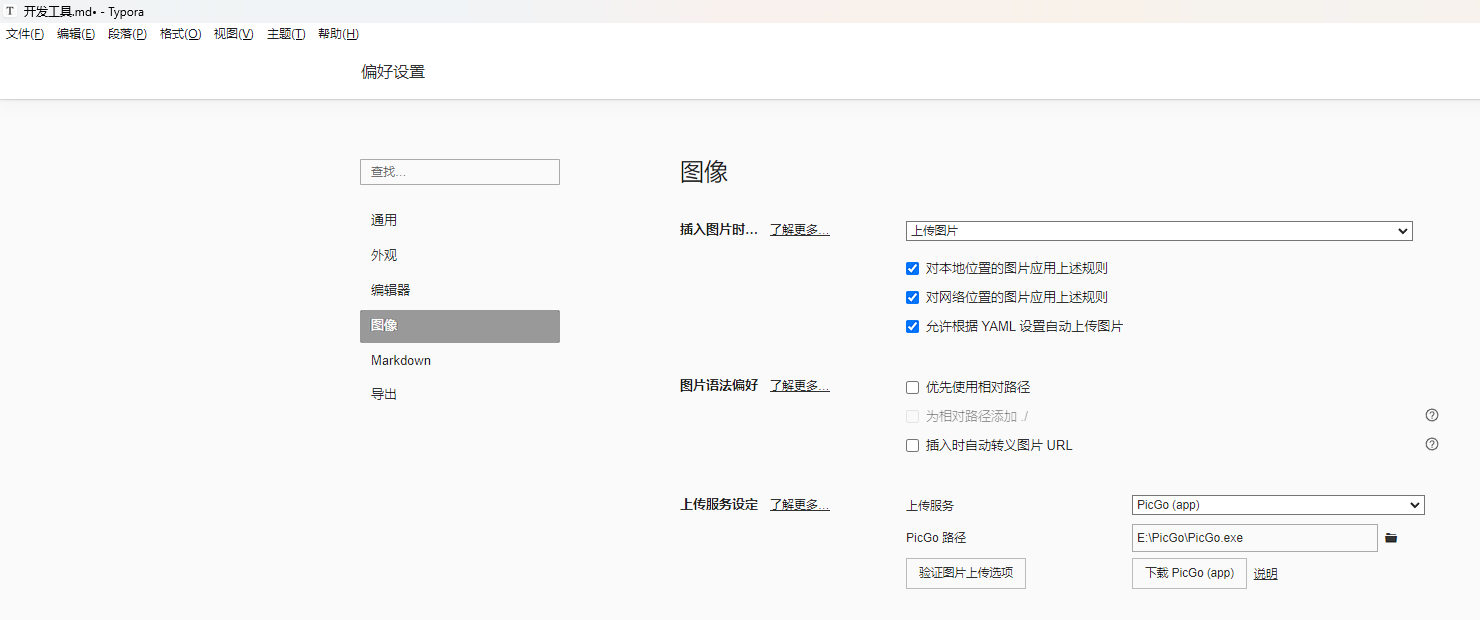 T 开发工具.md• - Typora
文件(F) 编辑(E) 段落(P) 格式(O) 视图(V) 主题(T) 帮助(H)
偏好设置
查找...
通用
外观
编辑器
图像
Markdown
导出
图像
插入图片时... 了解更多... 上传图片
对本地位置的图片应用上述规则
对网络位置的图片应用上述规则
允许根据 YAML 设置自动上传图片
图片语法偏好 了解更多... 优先使用相对路径
为相对路径添加 ./
插入时自动转义图片 URL
上传服务设定 了解更多... 上传服务 PicGo (app)
PicGo 路径 E:\PicGo\PicGo.exe
验证图片上传选项 下载 PicGo (app) 说明